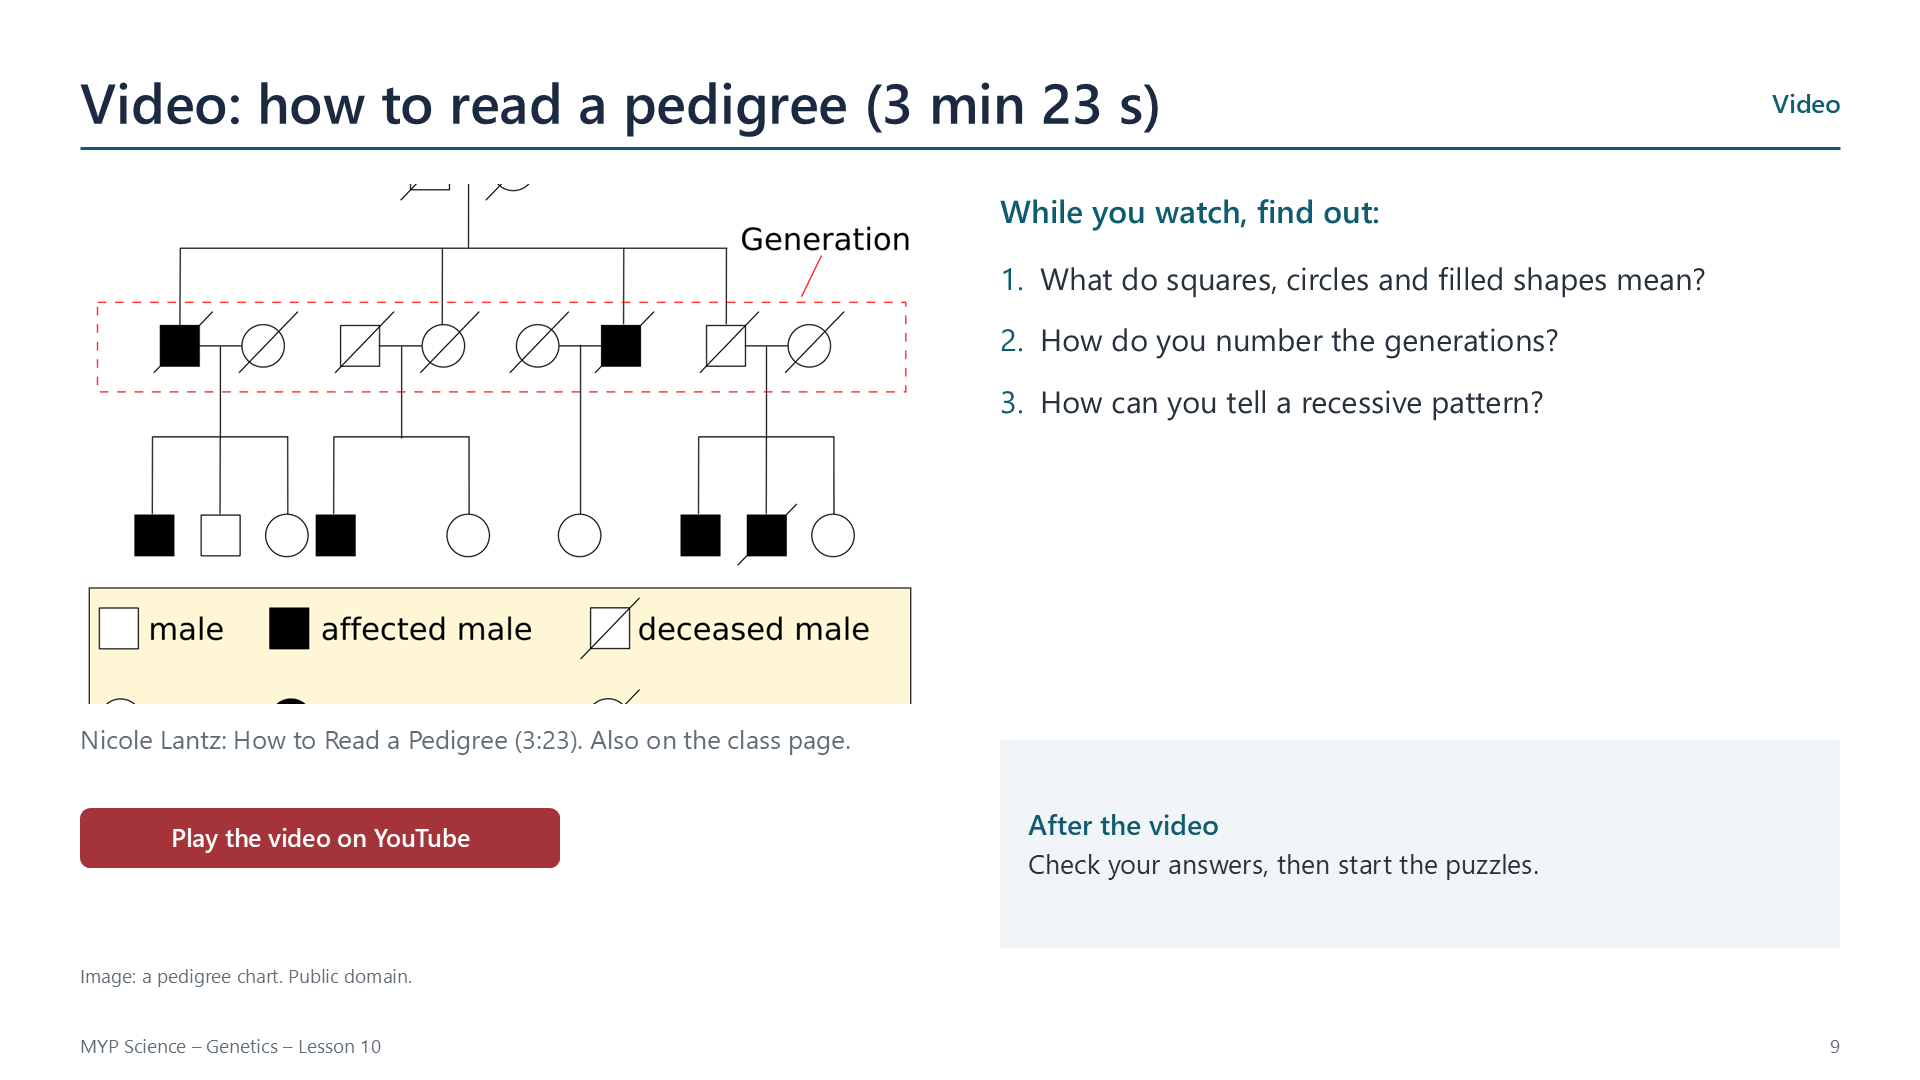 Video: how to read a pedigree (3 min 23 s)
Video
Generation
male
affected male
deceased male
Nicole Lantz: How to Read a Pedigree (3:23). Also on the class page.
Play the video on YouTube
Image: a pedigree chart. Public domain.
While you watch, find out:
1. What do squares, circles and filled shapes mean?
2. How do you number the generations?
3. How can you tell a recessive pattern?
After the video
Check your answers, then start the puzzles.
MYP Science – Genetics – Lesson 10
9